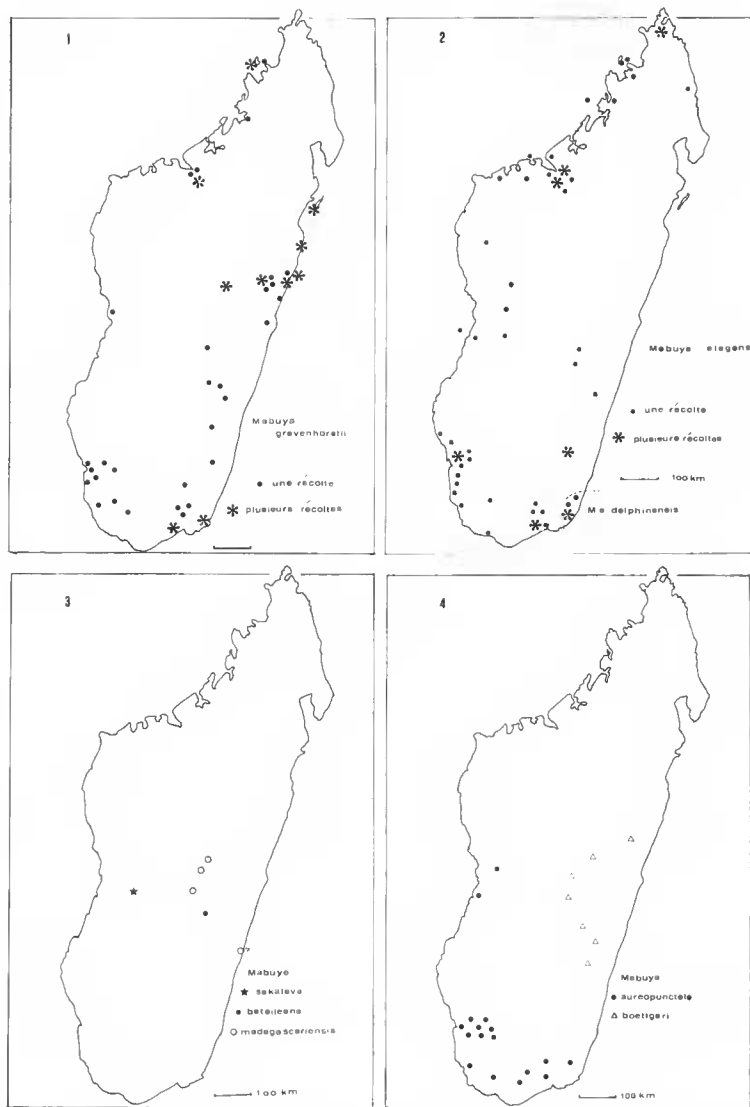 1
Mabuya
gravenhorstii
● une récolte
✳ plusieurs récoltes
2
Mabuya elegans
● une récolte
✳ plusieurs récoltes
100 km
M.e delphinensis
3
Mabuya
★ sakalava
● betsileana
○ madagascariensis
100 km
4
Mabuya
● aureopunctata
△ boettgeri
100 km